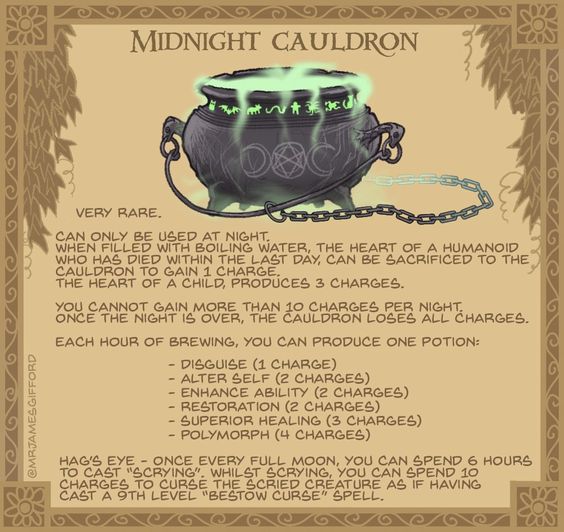 MIDNIGHT CAULDRON
VERY RARE.
CAN ONLY BE USED AT NIGHT.
WHEN FILLED WITH BOILING WATER, THE HEART OF A HUMANOID
WHO HAS DIED WITHIN THE LAST DAY, CAN BE SACRIFICED TO THE
CAULDRON TO GAIN 1 CHARGE.
THE HEART OF A CHILD, PRODUCES 3 CHARGES.
YOU CANNOT GAIN MORE THAN 10 CHARGES PER NIGHT.
ONCE THE NIGHT IS OVER, THE CAULDRON LOSES ALL CHARGES.
EACH HOUR OF BREWING, YOU CAN PRODUCE ONE POTION:
- DISGUISE (1 CHARGE)
- ALTER SELF (2 CHARGES)
- ENHANCE ABILITY (2 CHARGES)
- RESTORATION (2 CHARGES)
- SUPERIOR HEALING (3 CHARGES)
- POLYMORPH (4 CHARGES)
HAG'S EYE - ONCE EVERY FULL MOON, YOU CAN SPEND 6 HOURS
TO CAST "SCRYING". WHILST SCRYING, YOU CAN SPEND 10
CHARGES TO CURSE THE SCRIED CREATURE AS IF HAVING
CAST A 9TH LEVEL "BESTOW CURSE" SPELL.
@MRJAMESGIFFORD